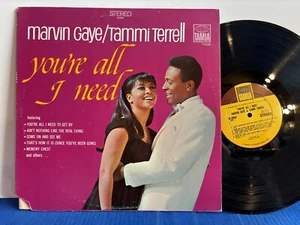 STEREO
TAMLA
marvin gaye/tammi terrell
you're all
I need
featuring
• YOU'RE ALL I NEED TO GET BY
• AIN'T NOTHING LIKE THE REAL THING
• COME ON AND SEE ME
• THAT'S HOW IT IS (SINCE YOU'VE BEEN GONE)
• MEMORY CHEST
and others . . .
TAMLA